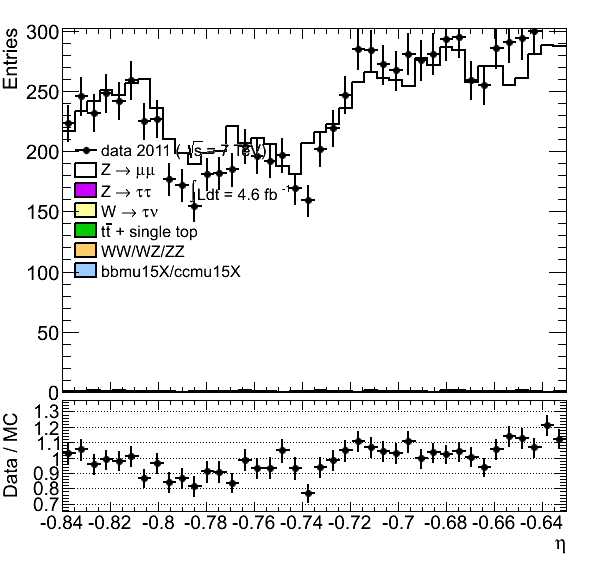 Entries
300
250
200
150
100
50
0
data 2011 ( √s = 7 TeV)
Z → μμ
Z → ττ
∫Ldt = 4.6 fb⁻¹
W → τν
tt̄ + single top
WW/WZ/ZZ
bbmu15X/ccmu15X
Data / MC
1.3
1.2
1.1
1
0.9
0.8
0.7
-0.84 -0.82 -0.8 -0.78 -0.76 -0.74 -0.72 -0.7 -0.68 -0.66 -0.64
η